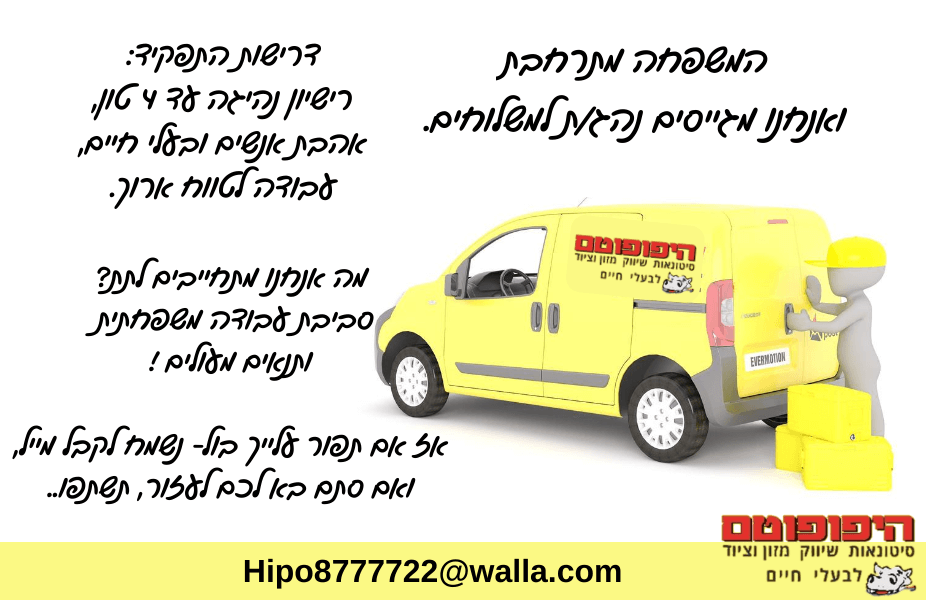 המשפחה מתרחבת
ואנחנו מגייסים נהג/ת למשלוחים.
דרישות התפקיד:
רישיון נהיגה עד 4 טון,
אהבת אנשים ובעלי חיים,
עבודה לטווח ארוך.
מה אנחנו מתחייבים לתת?
סביבת עבודה משפחתית
ותנאים מעולים !
אז אם תפור עלייך בול- נשמח לקבל מייל,
ואם סתם בא לכם לעזור, תשתפו..
היפופוטם
סיטונאות שיווק מזון וציוד
לבעלי חיים
EVERMOTION
היפופוטם
סיטונאות שיווק מזון וציוד
לבעלי חיים
Hipo8777722@walla.com